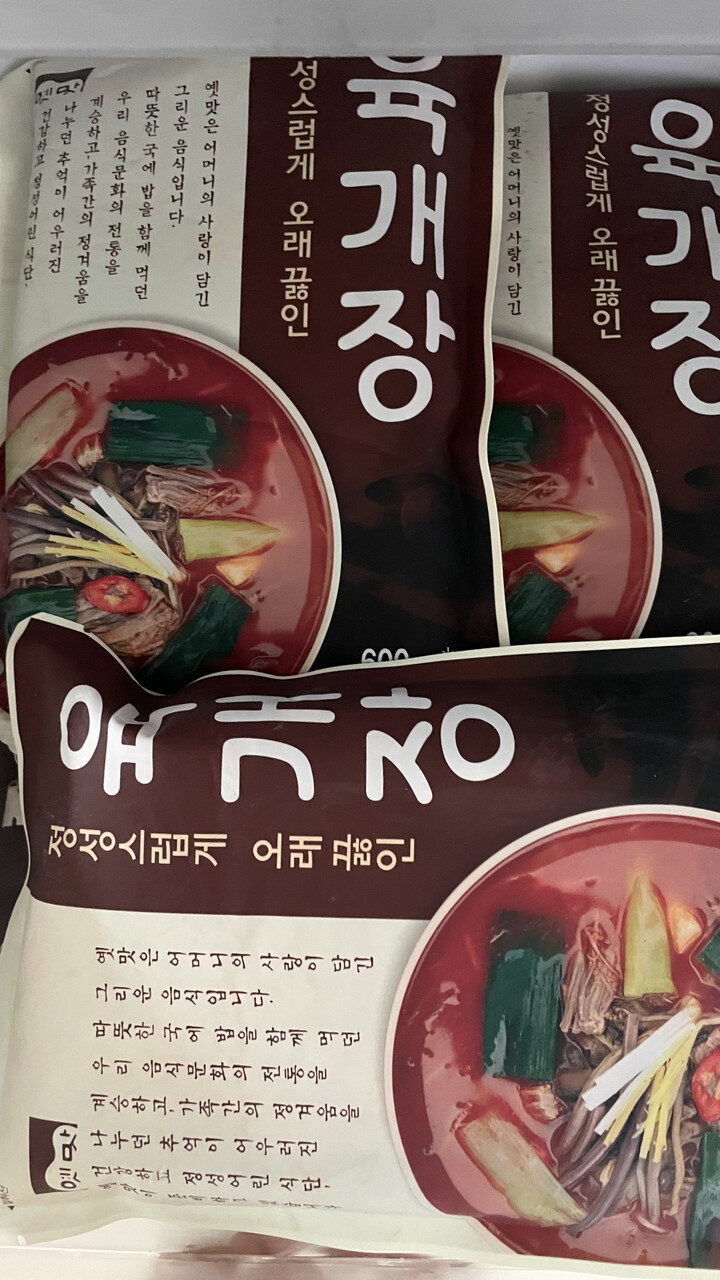 육개장
정성스럽게 오래 끓인
옛맛은 어머니의 사랑이 담긴
그리운 음식입니다.
따뜻한 국에 밥을 함께 먹던
우리 음식문화의 전통을
계승하고, 가족간의 정겨움을
나누던 추억이 어우러진
건강하고 정성어린 식단,
옛맛
600
육개장
정성스럽게 오래 끓인
옛맛은 어머니의 사랑이 담긴
육개장
정성스럽게 오래 끓인
옛맛은 어머니의 사랑이 담긴
그리운 음식입니다.
따뜻한 국에 밥을 함께 먹던
우리 음식문화의 전통을
계승하고, 가족간의 정겨움을
나누던 추억이 어우러진
건강하고 정성어린 식단,
옛맛